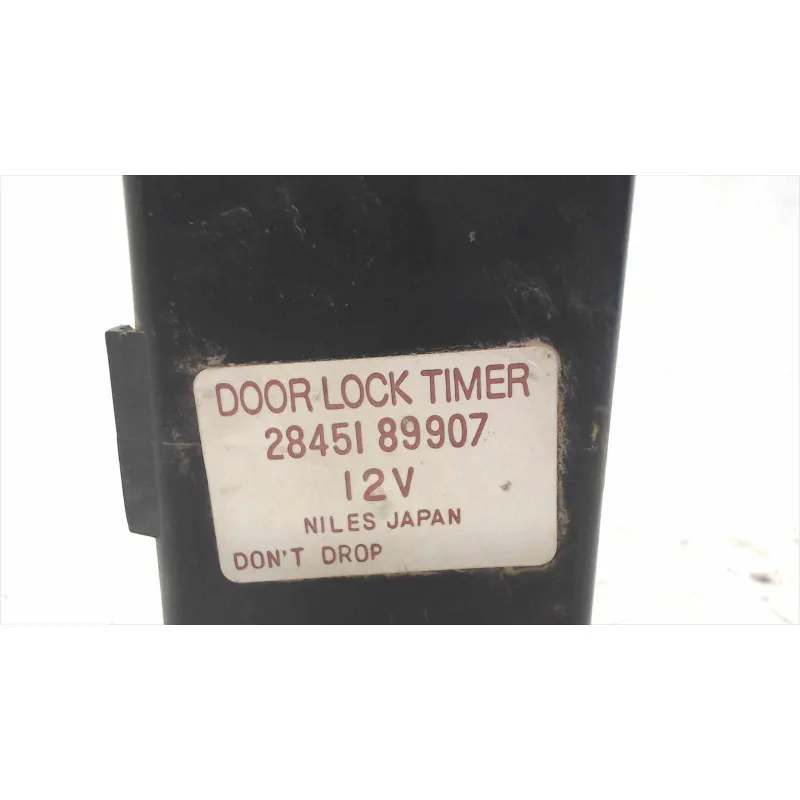 DOOR LOCK TIMER
28451 89907
12V
NILES JAPAN
DON'T DROP